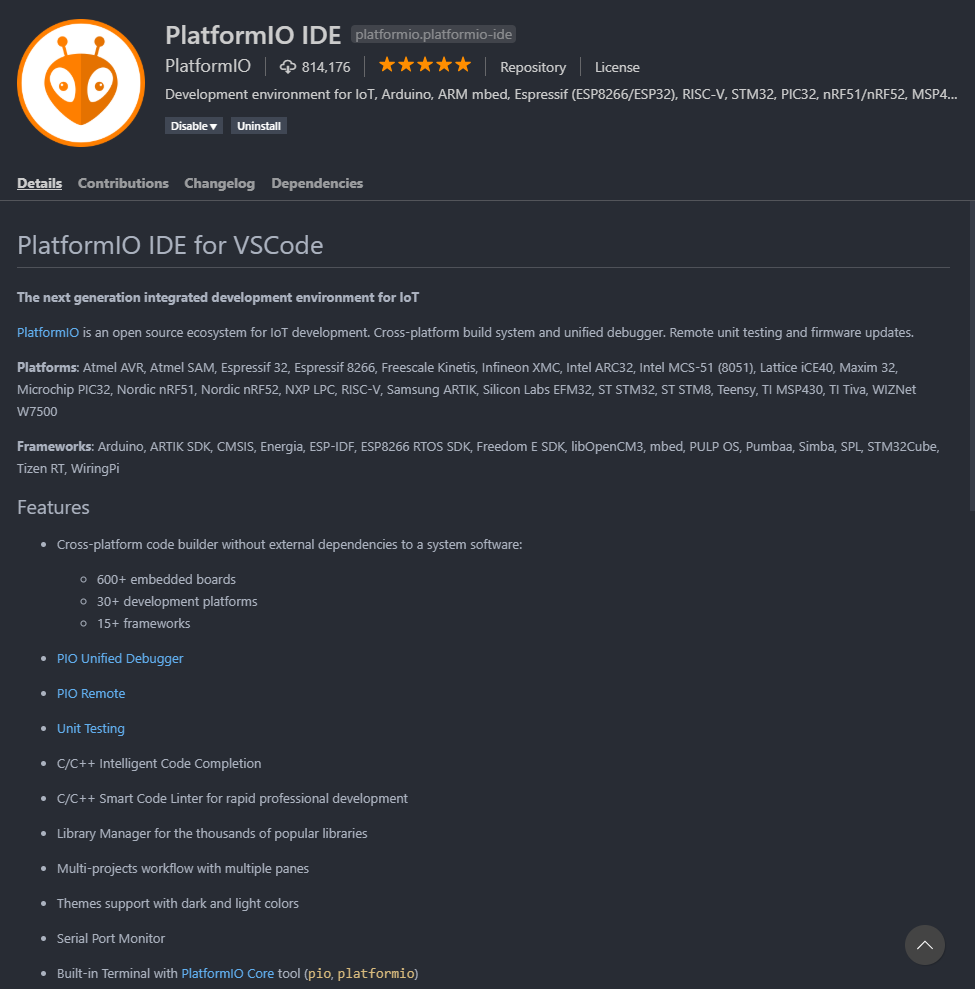 PlatformIO IDE platformio.platformio-ide
PlatformIO 814,176 Repository License
Development environment for IoT, Arduino, ARM mbed, Espressif (ESP8266/ESP32), RISC-V, STM32, PIC32, nRF51/nRF52, MSP4...
Disable Uninstall
Details Contributions Changelog Dependencies
PlatformIO IDE for VSCode
The next generation integrated development environment for IoT
PlatformIO is an open source ecosystem for IoT development. Cross-platform build system and unified debugger. Remote unit testing and firmware updates.
Platforms: Atmel AVR, Atmel SAM, Espressif 32, Espressif 8266, Freescale Kinetis, Infineon XMC, Intel ARC32, Intel MCS-51 (8051), Lattice iCE40, Maxim 32,
Microchip PIC32, Nordic nRF51, Nordic nRF52, NXP LPC, RISC-V, Samsung ARTIK, Silicon Labs EFM32, ST STM32, ST STM8, Teensy, TI MSP430, TI Tiva, WIZNet
W7500
Frameworks: Arduino, ARTIK SDK, CMSIS, Energia, ESP-IDF, ESP8266 RTOS SDK, Freedom E SDK, libOpenCM3, mbed, PULP OS, Pumbaa, Simba, SPL, STM32Cube,
Tizen RT, WiringPi
Features
• Cross-platform code builder without external dependencies to a system software:
○ 600+ embedded boards
○ 30+ development platforms
○ 15+ frameworks
• PIO Unified Debugger
• PIO Remote
• Unit Testing
• C/C++ Intelligent Code Completion
• C/C++ Smart Code Linter for rapid professional development
• Library Manager for the thousands of popular libraries
• Multi-projects workflow with multiple panes
• Themes support with dark and light colors
• Serial Port Monitor
• Built-in Terminal with PlatformIO Core tool (pio, platformio)